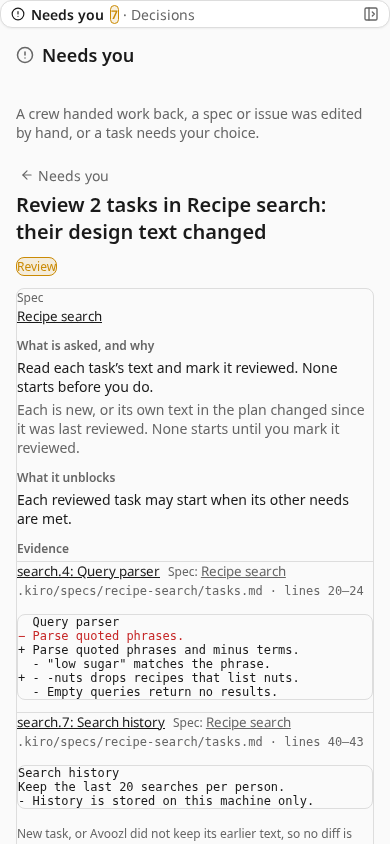 Needs you 7 · Decisions
Needs you
A crew handed work back, a spec or issue was edited
by hand, or a task needs your choice.
← Needs you
Review 2 tasks in Recipe search:
their design text changed
Review
Spec
Recipe search
What is asked, and why
Read each task’s text and mark it reviewed. None
starts before you do.
Each is new, or its own text in the plan changed since
it was last reviewed. None starts until you mark it
reviewed.
What it unblocks
Each reviewed task may start when its other needs
are met.
Evidence
search.4: Query parser Spec: Recipe search
.kiro/specs/recipe-search/tasks.md · lines 20–24
Query parser
− Parse quoted phrases.
+ Parse quoted phrases and minus terms.
- "low sugar" matches the phrase.
+ - -nuts drops recipes that list nuts.
- Empty queries return no results.
search.7: Search history Spec: Recipe search
.kiro/specs/recipe-search/tasks.md · lines 40–43
Search history
Keep the last 20 searches per person.
- History is stored on this machine only.
New task, or Avoozl did not keep its earlier text, so no diff is